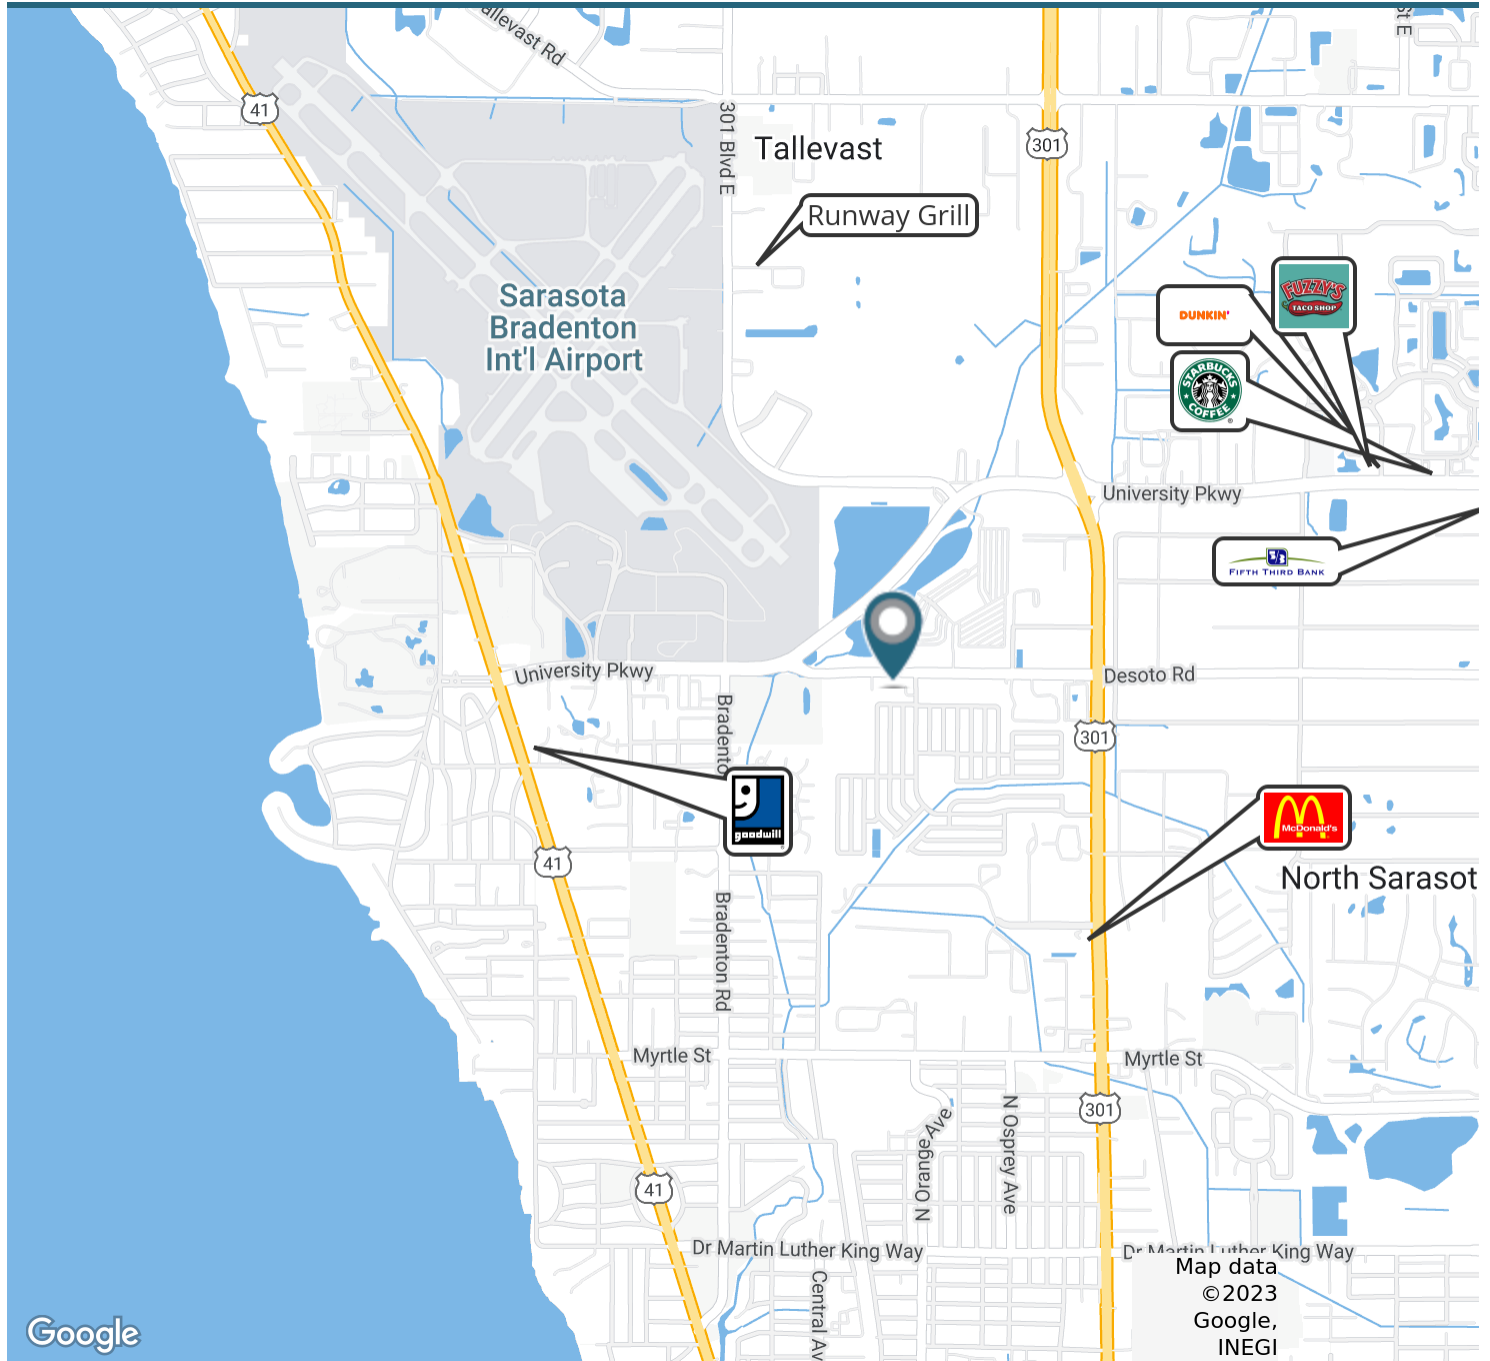 allevast Rd
St E
41
301 Blvd E
Tallevast
301
Runway Grill
Sarasota
Bradenton
Int'l Airport
FUZZY'S
TACO SHOP
DUNKIN'
STARBUCKS
COFFEE
University Pkwy
FIFTH THIRD BANK
University Pkwy
Desoto Rd
Bradento
301
goodwill
McDonald's
41
North Sarasot
Bradenton Rd
Myrtle St
Myrtle St
N Orange Ave
N Osprey Ave
301
41
Dr Martin Luther King Way
Dr Martin Luther King Way
Central Av
Map data
©2023
Google,
INEGI
Google